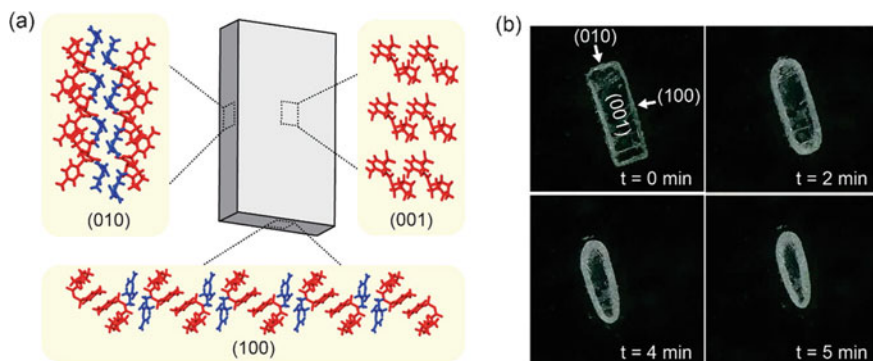 (a)
(010)
(001)
(100)
(b)
(010)
(100)
(001)
t = 0 min
t = 2 min
t = 4 min
t = 5 min